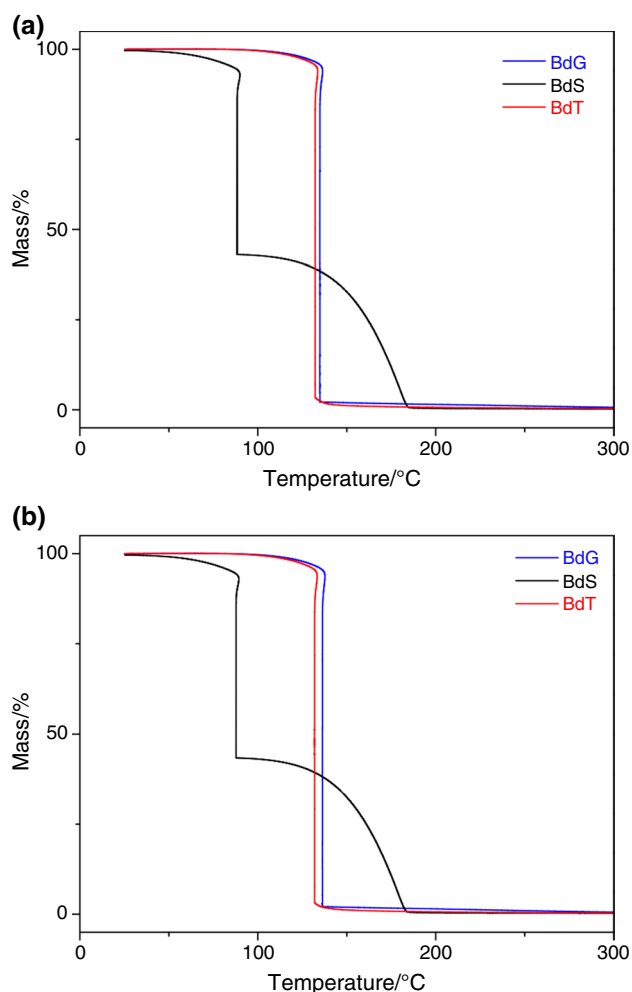 (a)
100
BdG
BdS
BdT
Mass/%
50
0
0
100
200
300
Temperature/°C
(b)
100
BdG
BdS
BdT
Mass/%
50
0
0
100
200
300
Temperature/°C